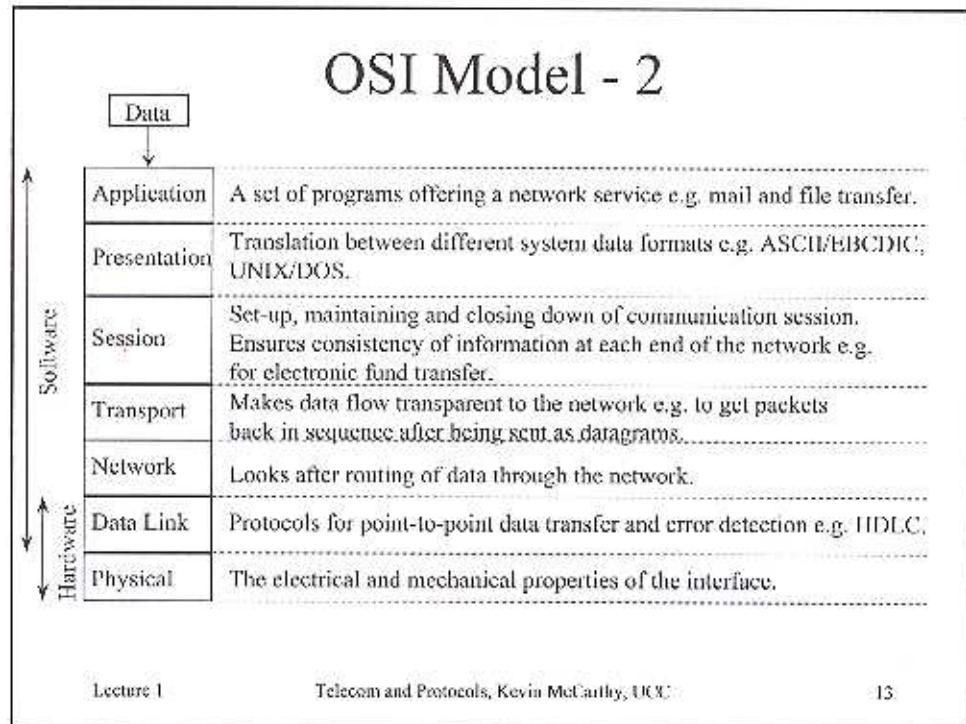 OSI Model - 2
Data
Application
A set of programs offering a network service e.g. mail and file transfer.
Presentation
Translation between different system data formats e.g. ASCII/EBCDIC,
UNIX/DOS.
Session
Set-up, maintaining and closing down of communication session.
Ensures consistency of information at each end of the network e.g.
for electronic fund transfer.
Transport
Makes data flow transparent to the network e.g. to get packets
back in sequence after being sent as datagrams.
Network
Looks after routing of data through the network.
Data Link
Protocols for point-to-point data transfer and error detection e.g. HDLC.
Physical
The electrical and mechanical properties of the interface.
Software
Hardware
Lecture 1
Telecom and Protocols, Kevin McCarthy, UCC
13